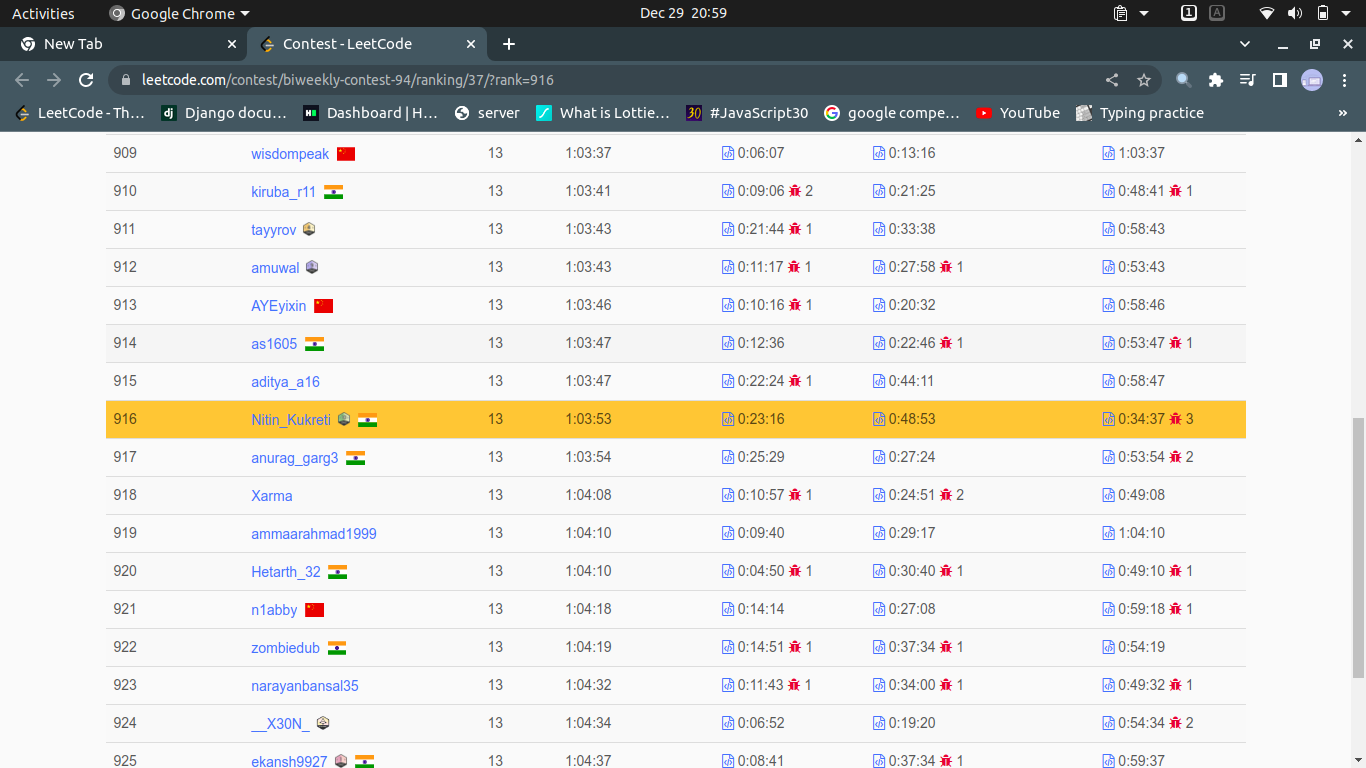 Activities Google Chrome Dec 29 20:59 1 A
New Tab Contest - LeetCode
leetcode.com/contest/biweekly-contest-94/ranking/37/?rank=916
LeetCode - Th… dj Django docu… Dashboard | H… server What is Lottie… 30 #JavaScript30 google compe… YouTube Typing practice »
909 wisdompeak 13 1:03:37 0:06:07 0:13:16 1:03:37
910 kiruba_r11 13 1:03:41 0:09:06 2 0:21:25 0:48:41 1
911 tayyrov 13 1:03:43 0:21:44 1 0:33:38 0:58:43
912 amuwal 13 1:03:43 0:11:17 1 0:27:58 1 0:53:43
913 AYEyixin 13 1:03:46 0:10:16 1 0:20:32 0:58:46
914 as1605 13 1:03:47 0:12:36 0:22:46 1 0:53:47 1
915 aditya_a16 13 1:03:47 0:22:24 1 0:44:11 0:58:47
916 Nitin_Kukreti 13 1:03:53 0:23:16 0:48:53 0:34:37 3
917 anurag_garg3 13 1:03:54 0:25:29 0:27:24 0:53:54 2
918 Xarma 13 1:04:08 0:10:57 1 0:24:51 2 0:49:08
919 ammaarahmad1999 13 1:04:10 0:09:40 0:29:17 1:04:10
920 Hetarth_32 13 1:04:10 0:04:50 1 0:30:40 1 0:49:10 1
921 n1abby 13 1:04:18 0:14:14 0:27:08 0:59:18 1
922 zombiedub 13 1:04:19 0:14:51 1 0:37:34 1 0:54:19
923 narayanbansal35 13 1:04:32 0:11:43 1 0:34:00 1 0:49:32 1
924 __X30N_ 13 1:04:34 0:06:52 0:19:20 0:54:34 2
925 ekansh9927 13 1:04:37 0:08:41 0:37:34 1 0:59:37